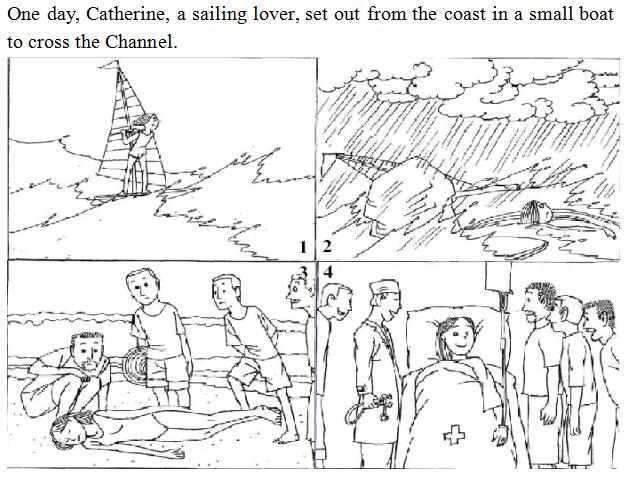 One day, Catherine, a sailing lover, set out from the coast in a small boat
to cross the Channel.
1
2
3
4